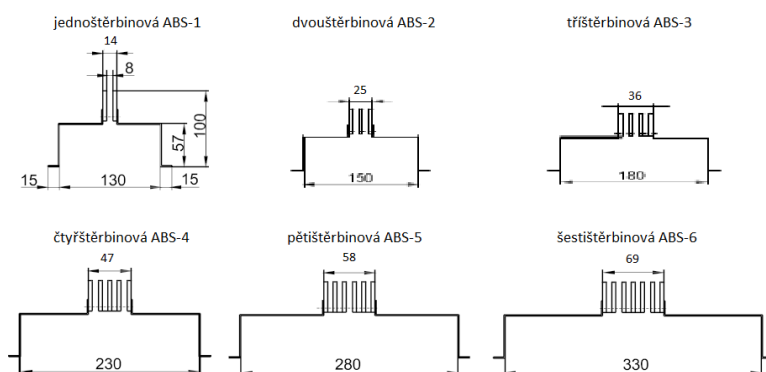 jednoštěrbinová ABS-1
dvouštěrbinová ABS-2
tříštěrbinová ABS-3
14
8
100
57
15
130
15
25
150
36
180
čtyřštěrbinová ABS-4
pětištěrbinová ABS-5
šestištěrbinová ABS-6
47
58
69
230
280
330